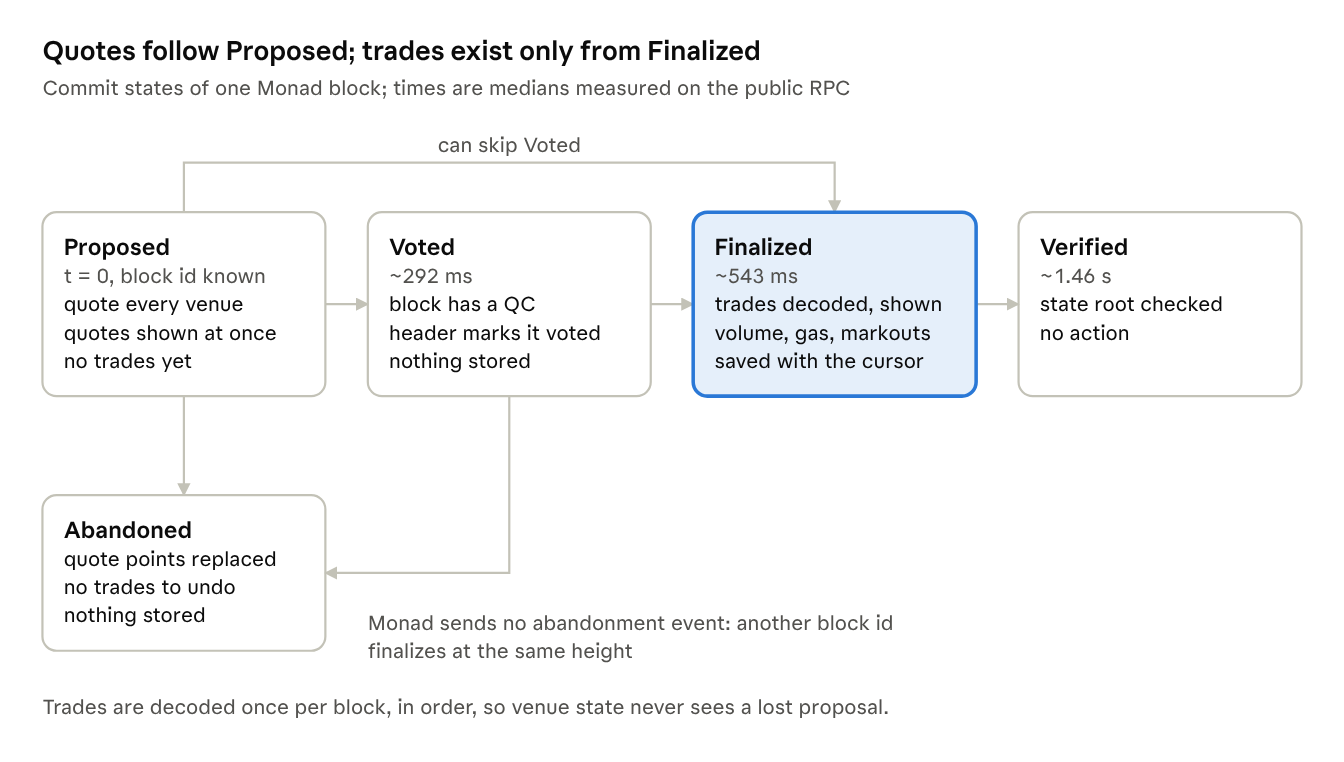 Quotes follow Proposed; trades exist only from Finalized
Commit states of one Monad block; times are medians measured on the public RPC
can skip Voted
Proposed
t = 0, block id known
quote every venue
quotes shown at once
no trades yet
Voted
~292 ms
block has a QC
header marks it voted
nothing stored
Finalized
~543 ms
trades decoded, shown
volume, gas, markouts
saved with the cursor
Verified
~1.46 s
state root checked
no action
Abandoned
quote points replaced
no trades to undo
nothing stored
Monad sends no abandonment event: another block id
finalizes at the same height
Trades are decoded once per block, in order, so venue state never sees a lost proposal.